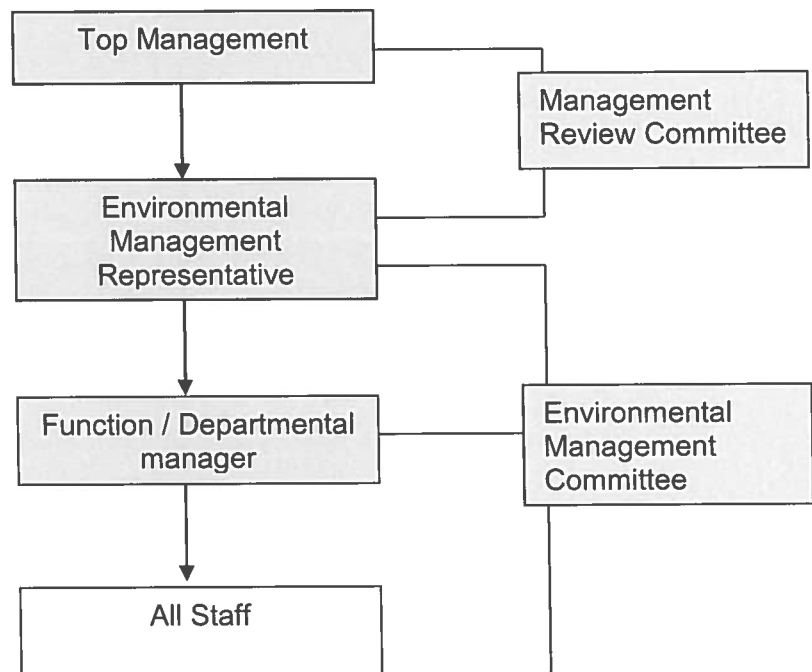 Top Management
Management
Review Committee
Environmental
Management
Representative
Function / Departmental
manager
Environmental
Management
Committee
All Staff